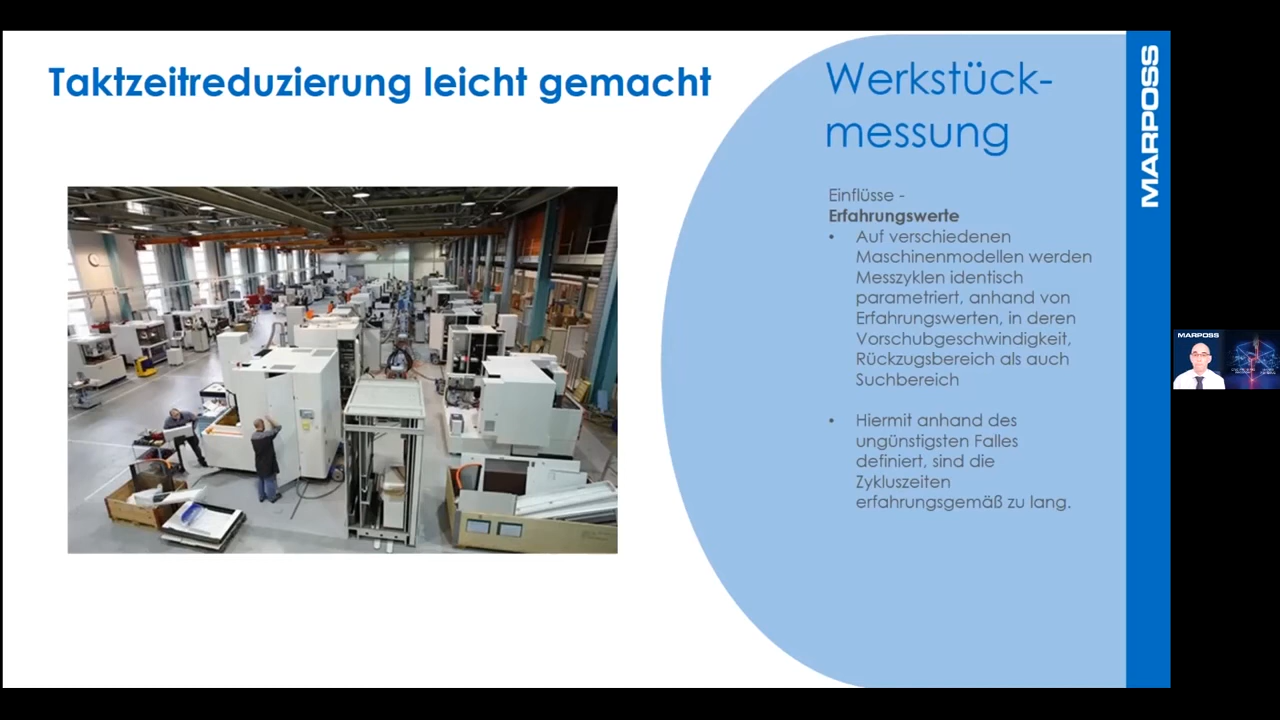 Taktzeitreduzierung leicht gemacht
Werkstück-
messung
MARPOSS
Einflüsse -
Erfahrungswerte
• Auf verschiedenen
Maschinenmodellen werden
Messzyklen identisch
parametriert, anhand von
Erfahrungswerten, in deren
Vorschubgeschwindigkeit,
Rückzugsbereich als auch
Suchbereich
• Hiermit anhand des
ungünstigsten Falles
definiert, sind die
Zykluszeiten
erfahrungsgemäß zu lang.
MARPOSS